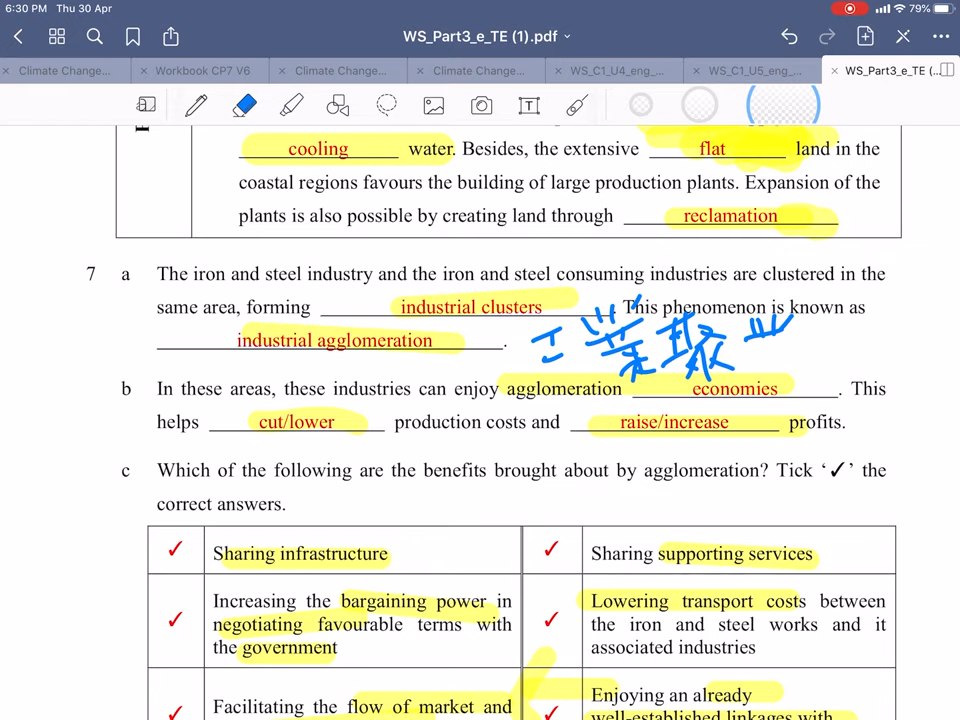 6:30 PM Thu 30 Apr
79%
WS_Part3_e_TE (1).pdf
Climate Change...
Workbook CP7 V6
Climate Change...
Climate Change...
WS_C1_U4_eng_...
WS_C1_U5_eng_...
WS_Part3_e_TE (...
cooling water. Besides, the extensive flat land in the
coastal regions favours the building of large production plants. Expansion of the
plants is also possible by creating land through reclamation
7 a The iron and steel industry and the iron and steel consuming industries are clustered in the
same area, forming industrial clusters. This phenomenon is known as
industrial agglomeration.
工業聚
b In these areas, these industries can enjoy agglomeration economies. This
helps cut/lower production costs and raise/increase profits.
c Which of the following are the benefits brought about by agglomeration? Tick ‘✓’ the
correct answers.
✓ Sharing infrastructure
✓ Sharing supporting services
✓ Increasing the bargaining power in
negotiating favourable terms with
the government
✓ Lowering transport costs between
the iron and steel works and it
associated industries
✓ Facilitating the flow of market and
✓ Enjoying an already
well-established linkages with